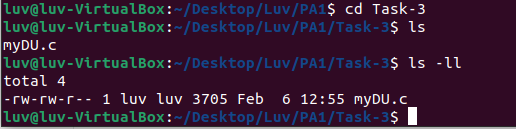 luv@luv-VirtualBox:~/Desktop/Luv/PA1$ cd Task-3
luv@luv-VirtualBox:~/Desktop/Luv/PA1/Task-3$ ls
myDU.c
luv@luv-VirtualBox:~/Desktop/Luv/PA1/Task-3$ ls -ll
total 4
-rw-rw-r-- 1 luv luv 3705 Feb  6 12:55 myDU.c
luv@luv-VirtualBox:~/Desktop/Luv/PA1/Task-3$